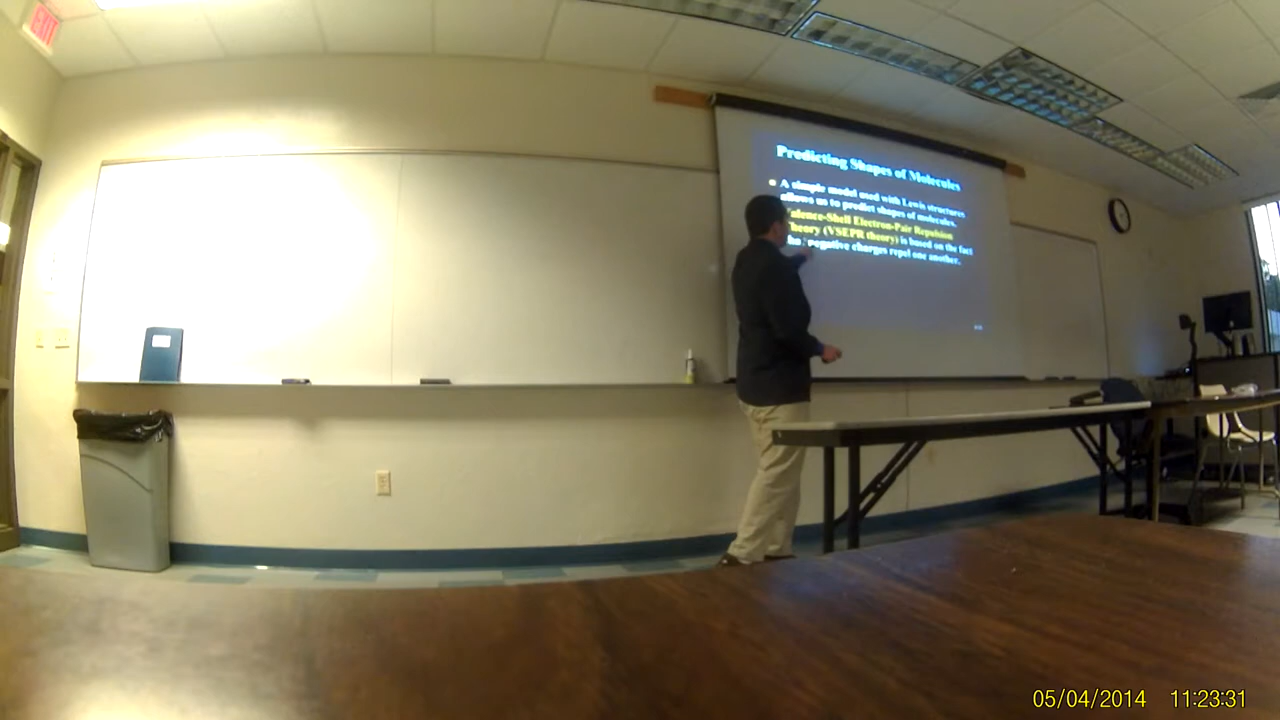 EXIT
Predicting Shapes of Molecules
A simple model used with Lewis structures
allows us to predict shapes of molecules.
Valence-Shell Electron-Pair Repulsion
Theory (VSEPR theory) is based on the fact
negative charges repel one another.
05/04/2014 11:23:31